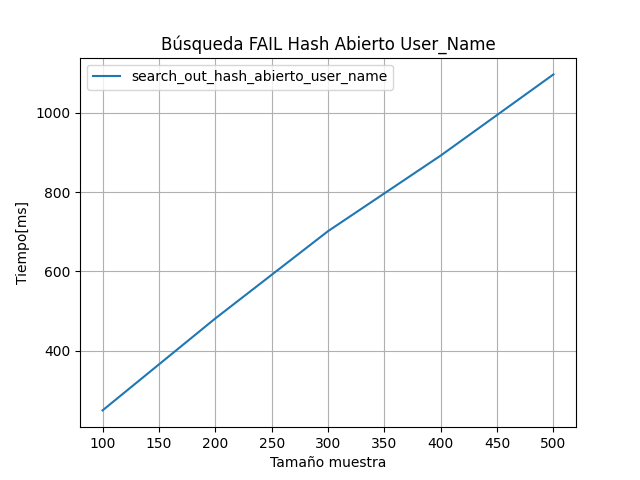 Búsqueda FAIL Hash Abierto User_Name
search_out_hash_abierto_user_name
Tiempo[ms]
1000
800
600
400
100 150 200 250 300 350 400 450 500
Tamaño muestra